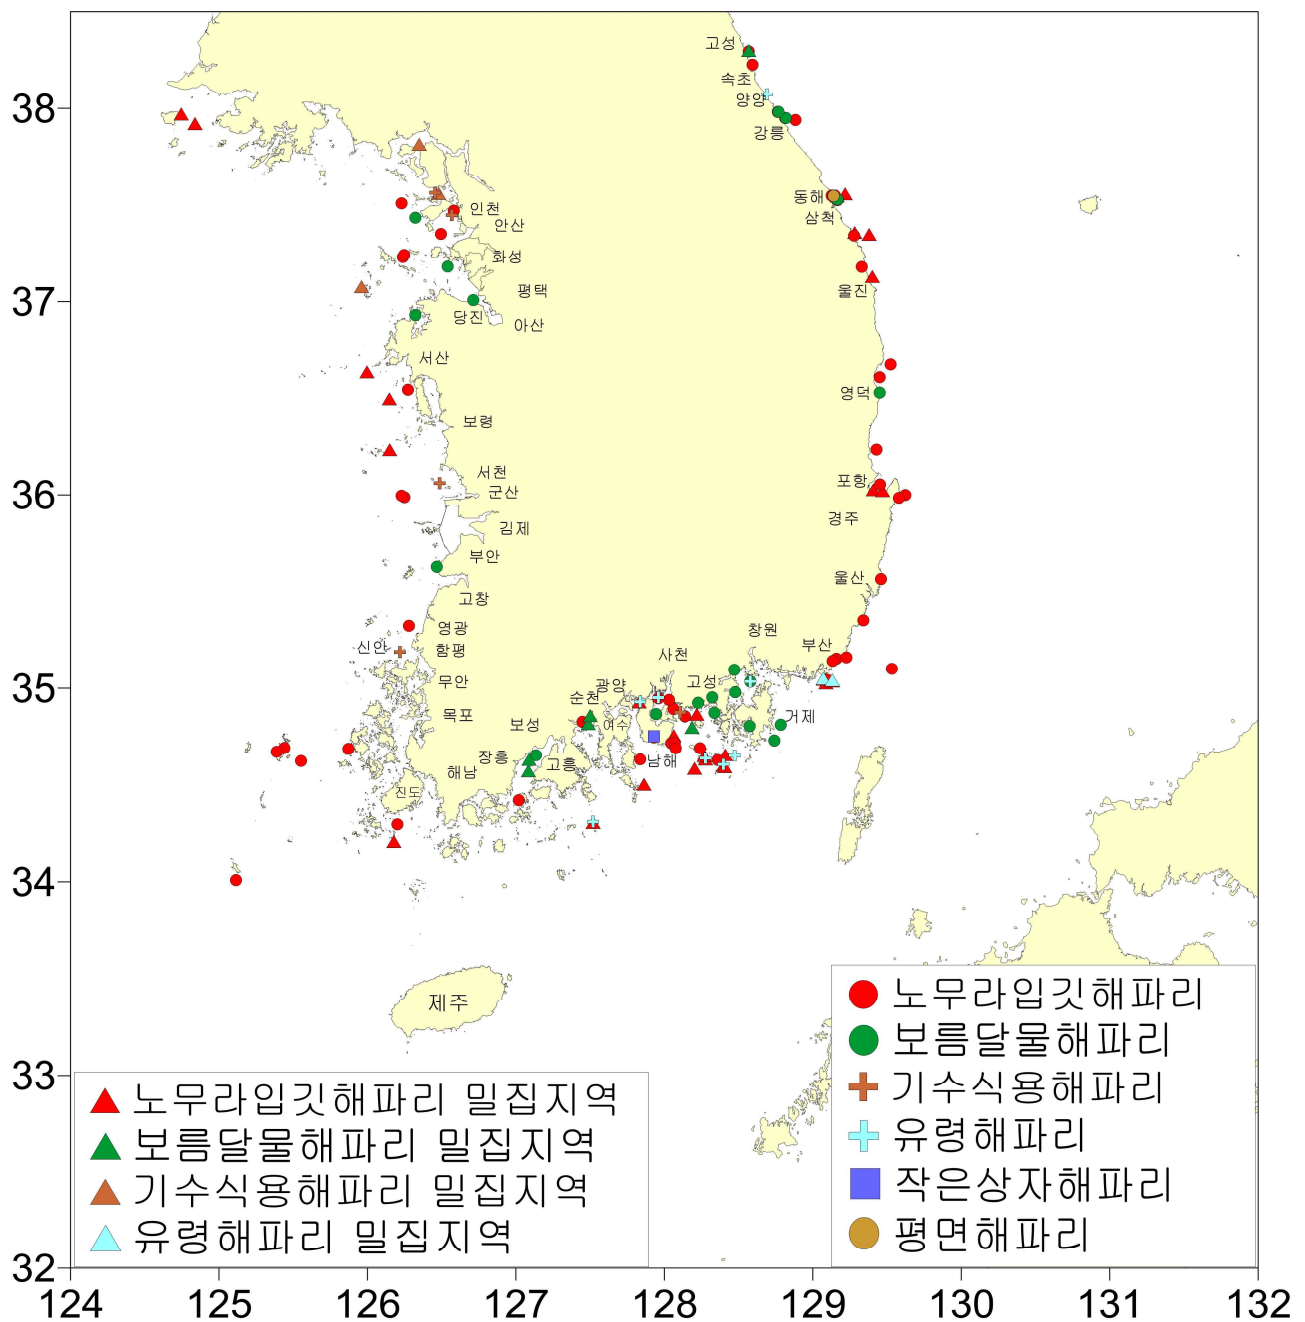 고성
속초
양양
38
강릉
동해
인천
삼척
안산
화성
평택
울진
37
당진
아산
서산
영덕
보령
서천
포항
군산
36
경주
김제
부안
울산
고창
영광
창원
신안
함평
부산
사천
무안
고성
35
광양
순천
목포
거제
보성
여수
장흥
남해
고흥
해남
진도
34
제주
33
32
노무라입깃해파리 밀집지역
보름달물해파리 밀집지역
기수식용해파리 밀집지역
유령해파리 밀집지역
노무라입깃해파리
보름달물해파리
기수식용해파리
유령해파리
작은상자해파리
평면해파리
124 125 126 127 128 129 130 131 132